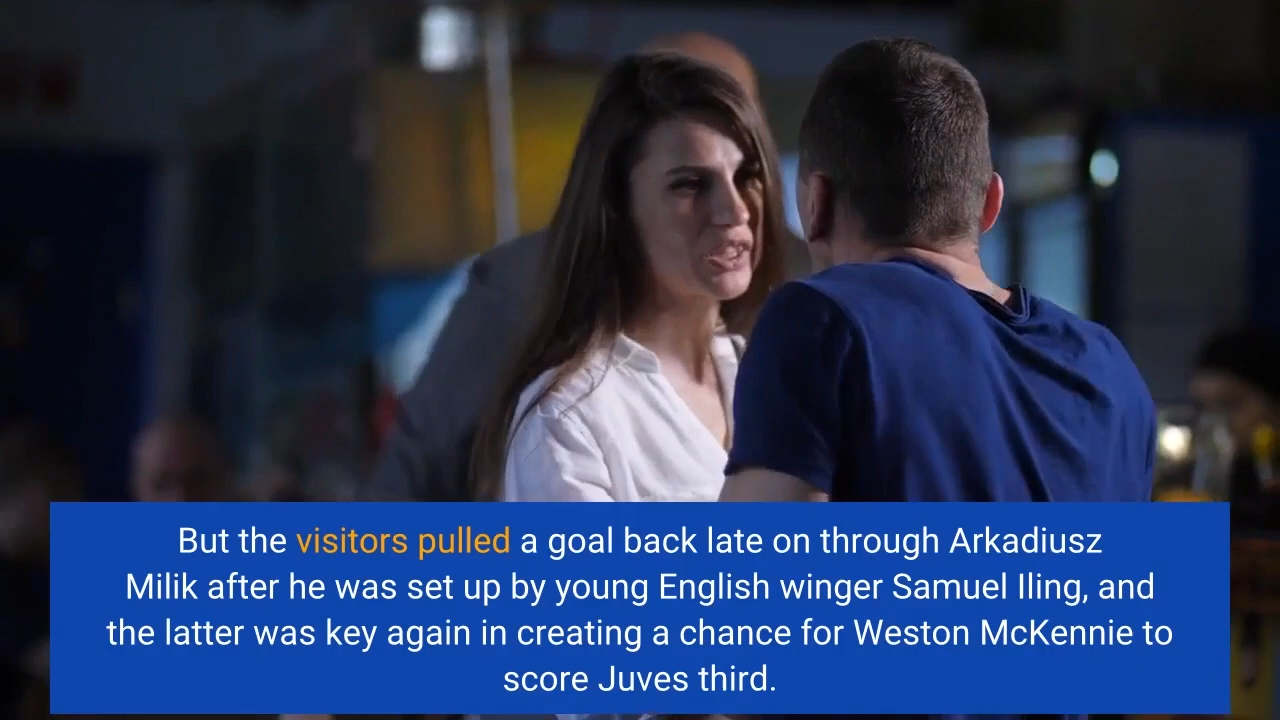 But the visitors pulled a goal back late on through Arkadiusz
Milik after he was set up by young English winger Samuel Iling, and
the latter was key again in creating a chance for Weston McKennie to
score Juves third.